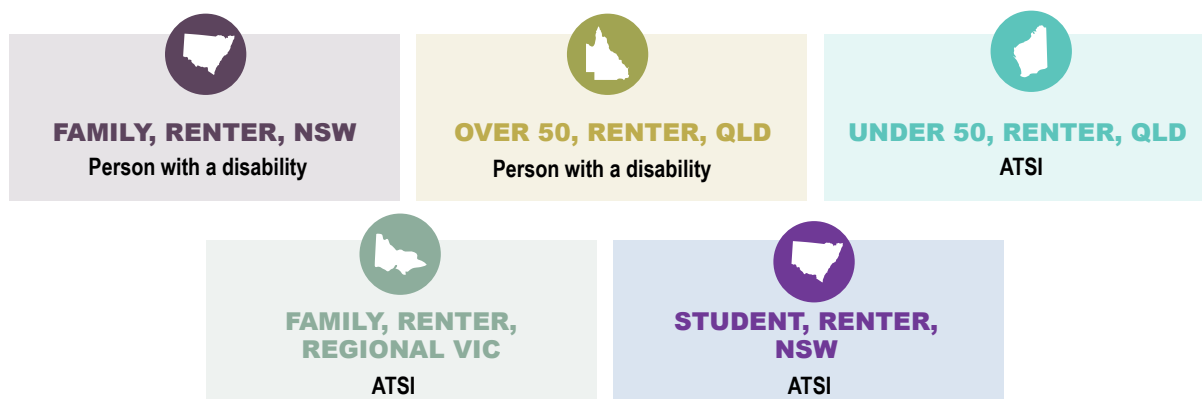 FAMILY, RENTER, NSW
Person with a disability
OVER 50, RENTER, QLD
Person with a disability
UNDER 50, RENTER, QLD
ATSI
FAMILY, RENTER,
REGIONAL VIC
ATSI
STUDENT, RENTER,
NSW
ATSI